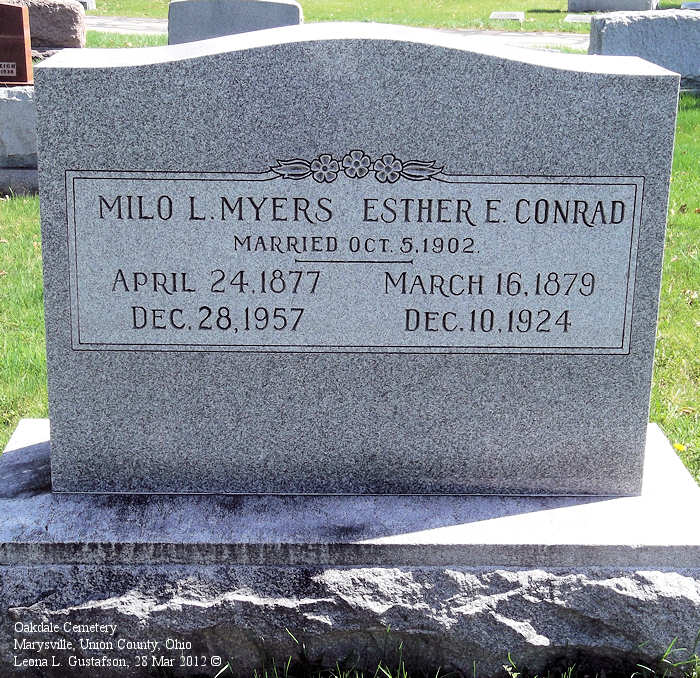 MILO L. MYERS ESTHER E. CONRAD
MARRIED OCT. 5, 1902.
APRIL 24, 1877 MARCH 16, 1879
DEC. 28, 1957 DEC. 10, 1924
Oakdale Cemetery
Marysville, Union County, Ohio
Leona L. Gustafson, 28 Mar 2012 ©